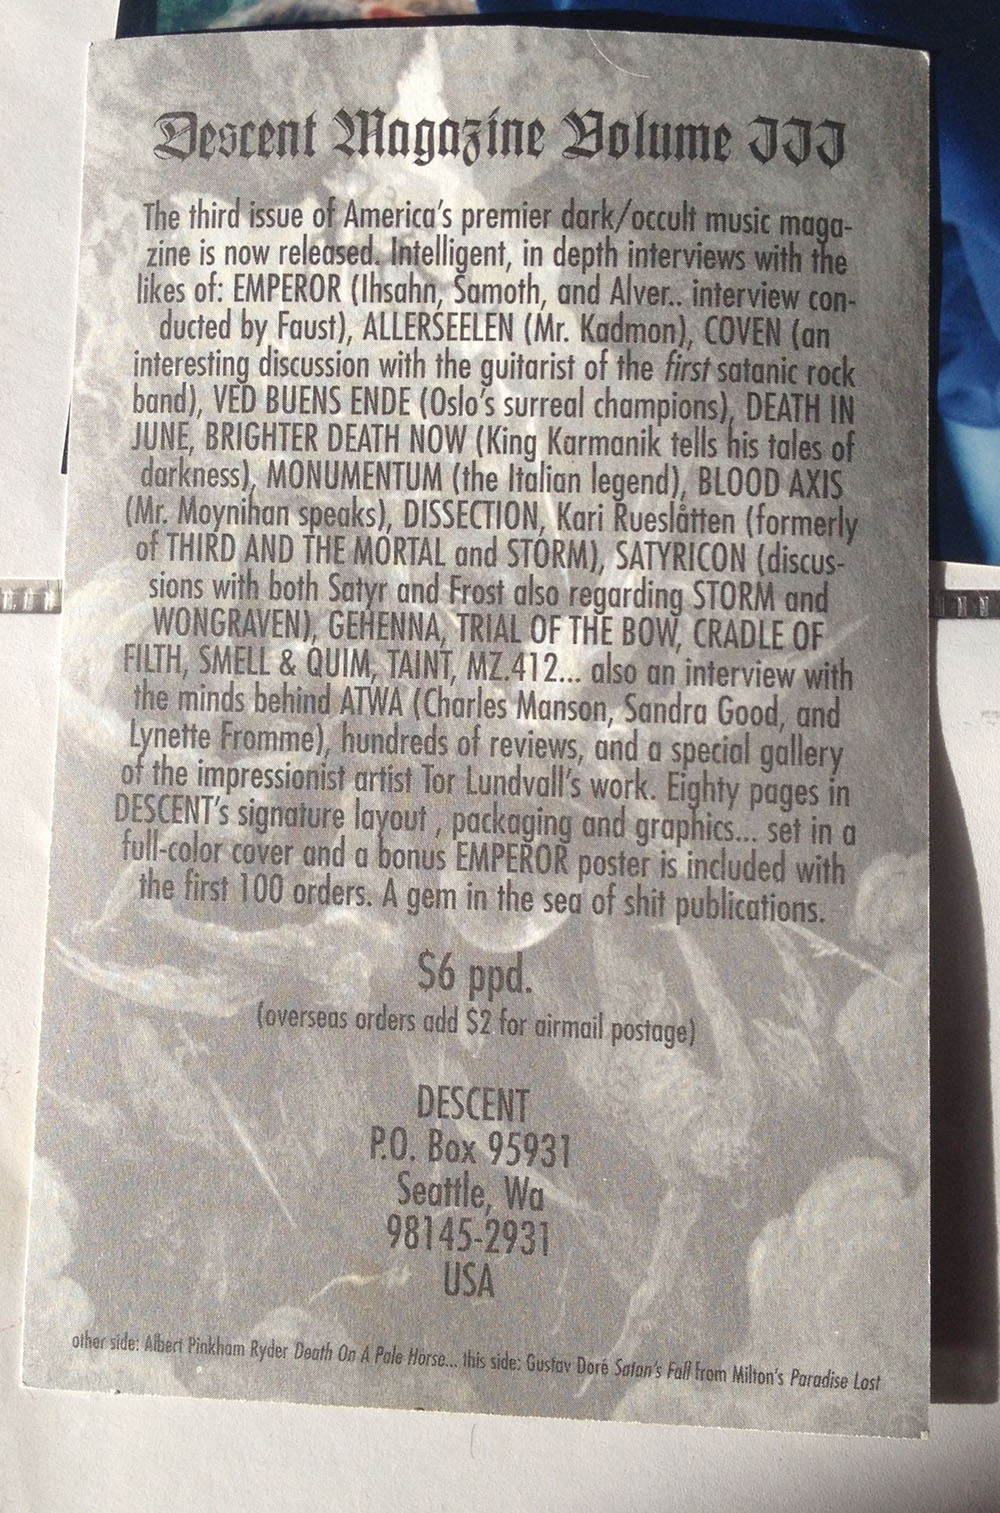 Descent Magazine Volume III
The third issue of America's premier dark/occult music maga-
zine is now released. Intelligent, in depth interviews with the
likes of: EMPEROR (Ihsahn, Samoth, and Alver.. interview con-
ducted by Faust), ALLERSEELEN (Mr. Kadmon), COVEN (an
interesting discussion with the guitarist of the first satanic rock
band), VED BUENS ENDE (Oslo's surreal champions), DEATH IN
JUNE, BRIGHTER DEATH NOW (King Karmanik tells his tales of
darkness), MONUMENTUM (the Italian legend), BLOOD AXIS
(Mr. Moynihan speaks), DISSECTION, Kari Rueslåtten (formerly
of THIRD AND THE MORTAL and STORM), SATYRICON (discus-
sions with both Satyr and Frost also regarding STORM and
WONGRAVEN), GEHENNA, TRIAL OF THE BOW, CRADLE OF
FILTH, SMELL & QUIM, TAINT, MZ.412... also an interview with
the minds behind ATWA (Charles Manson, Sandra Good, and
Lynette Fromme), hundreds of reviews, and a special gallery
of the impressionist artist Tor Lundvall's work. Eighty pages in
DESCENT's signature layout , packaging and graphics... set in a
full-color cover and a bonus EMPEROR poster is included with
the first 100 orders. A gem in the sea of shit publications.
$6 ppd.
(overseas orders add $2 for airmail postage)
DESCENT
P.O. Box 95931
Seattle, Wa
98145-2931
USA
other side: Albert Pinkham Ryder Death On A Pale Horse... this side: Gustav Doré Satan's Fall from Milton's Paradise Lost